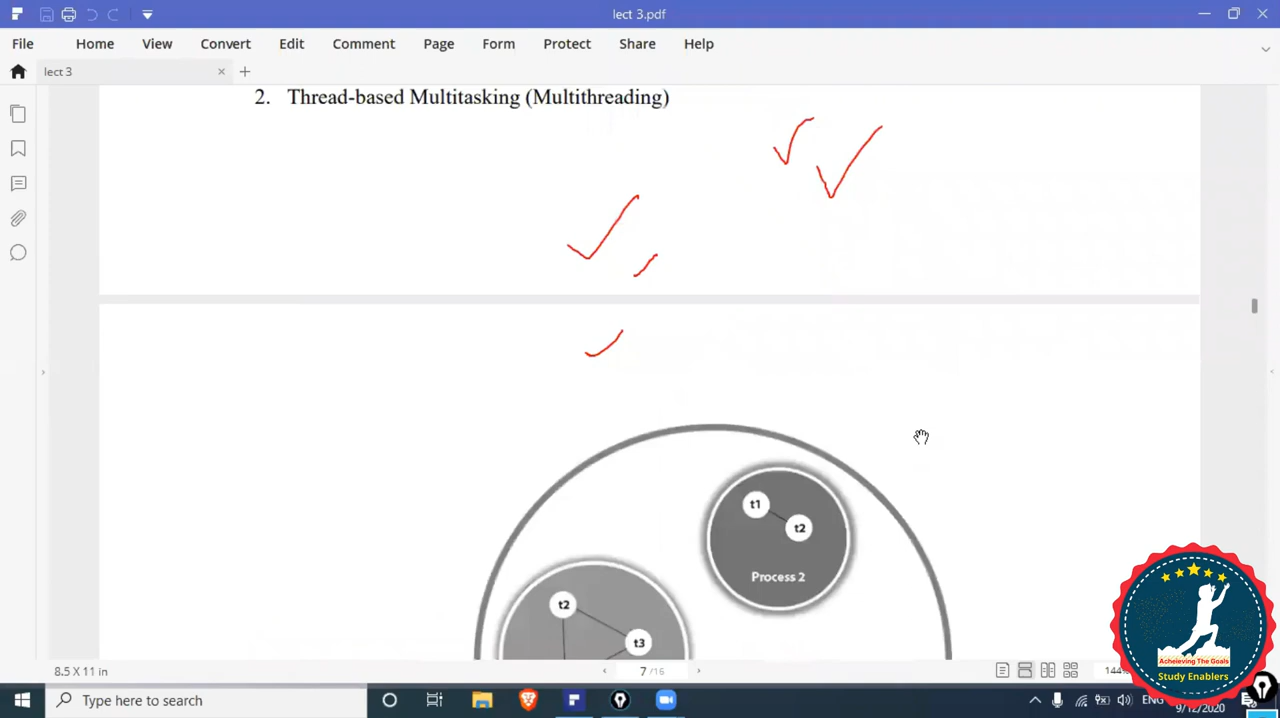 lect 3.pdf
File Home View Convert Edit Comment Page Form Protect Share Help
lect 3
2. Thread-based Multitasking (Multithreading)
t1
t2
Process 2
t2
t3
Acheieving The Goals
Study Enablers
8.5 X 11 in
7 /16
144
Type here to search
ENG
9/12/2020